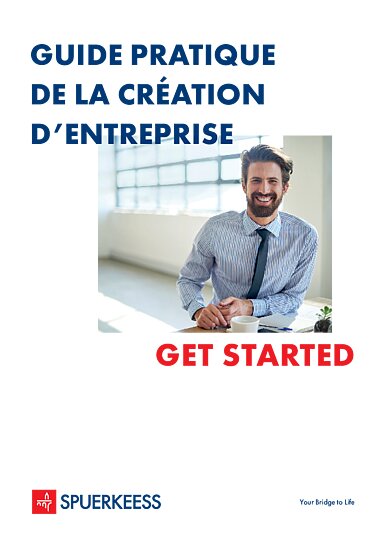 GUIDE PRATIQUE
DE LA CRÉATION
D’ENTREPRISE
GET STARTED
SPUERKEESS
Your Bridge to Life